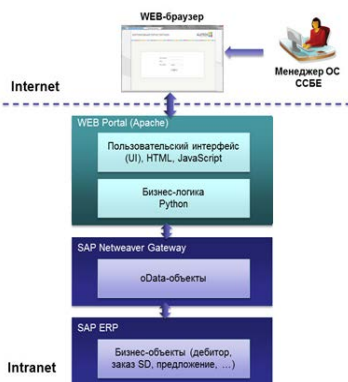 WEB-браузер
Менеджер ОС
ССБЕ
Internet
WEB Portal (Apache)
Пользовательский интерфейс
(UI), HTML, JavaScript
Бизнес-логика
Python
SAP Netweaver Gateway
oData-объекты
SAP ERP
Бизнес-объекты (дебитор,
заказ SD, предложение, ...)
Intranet